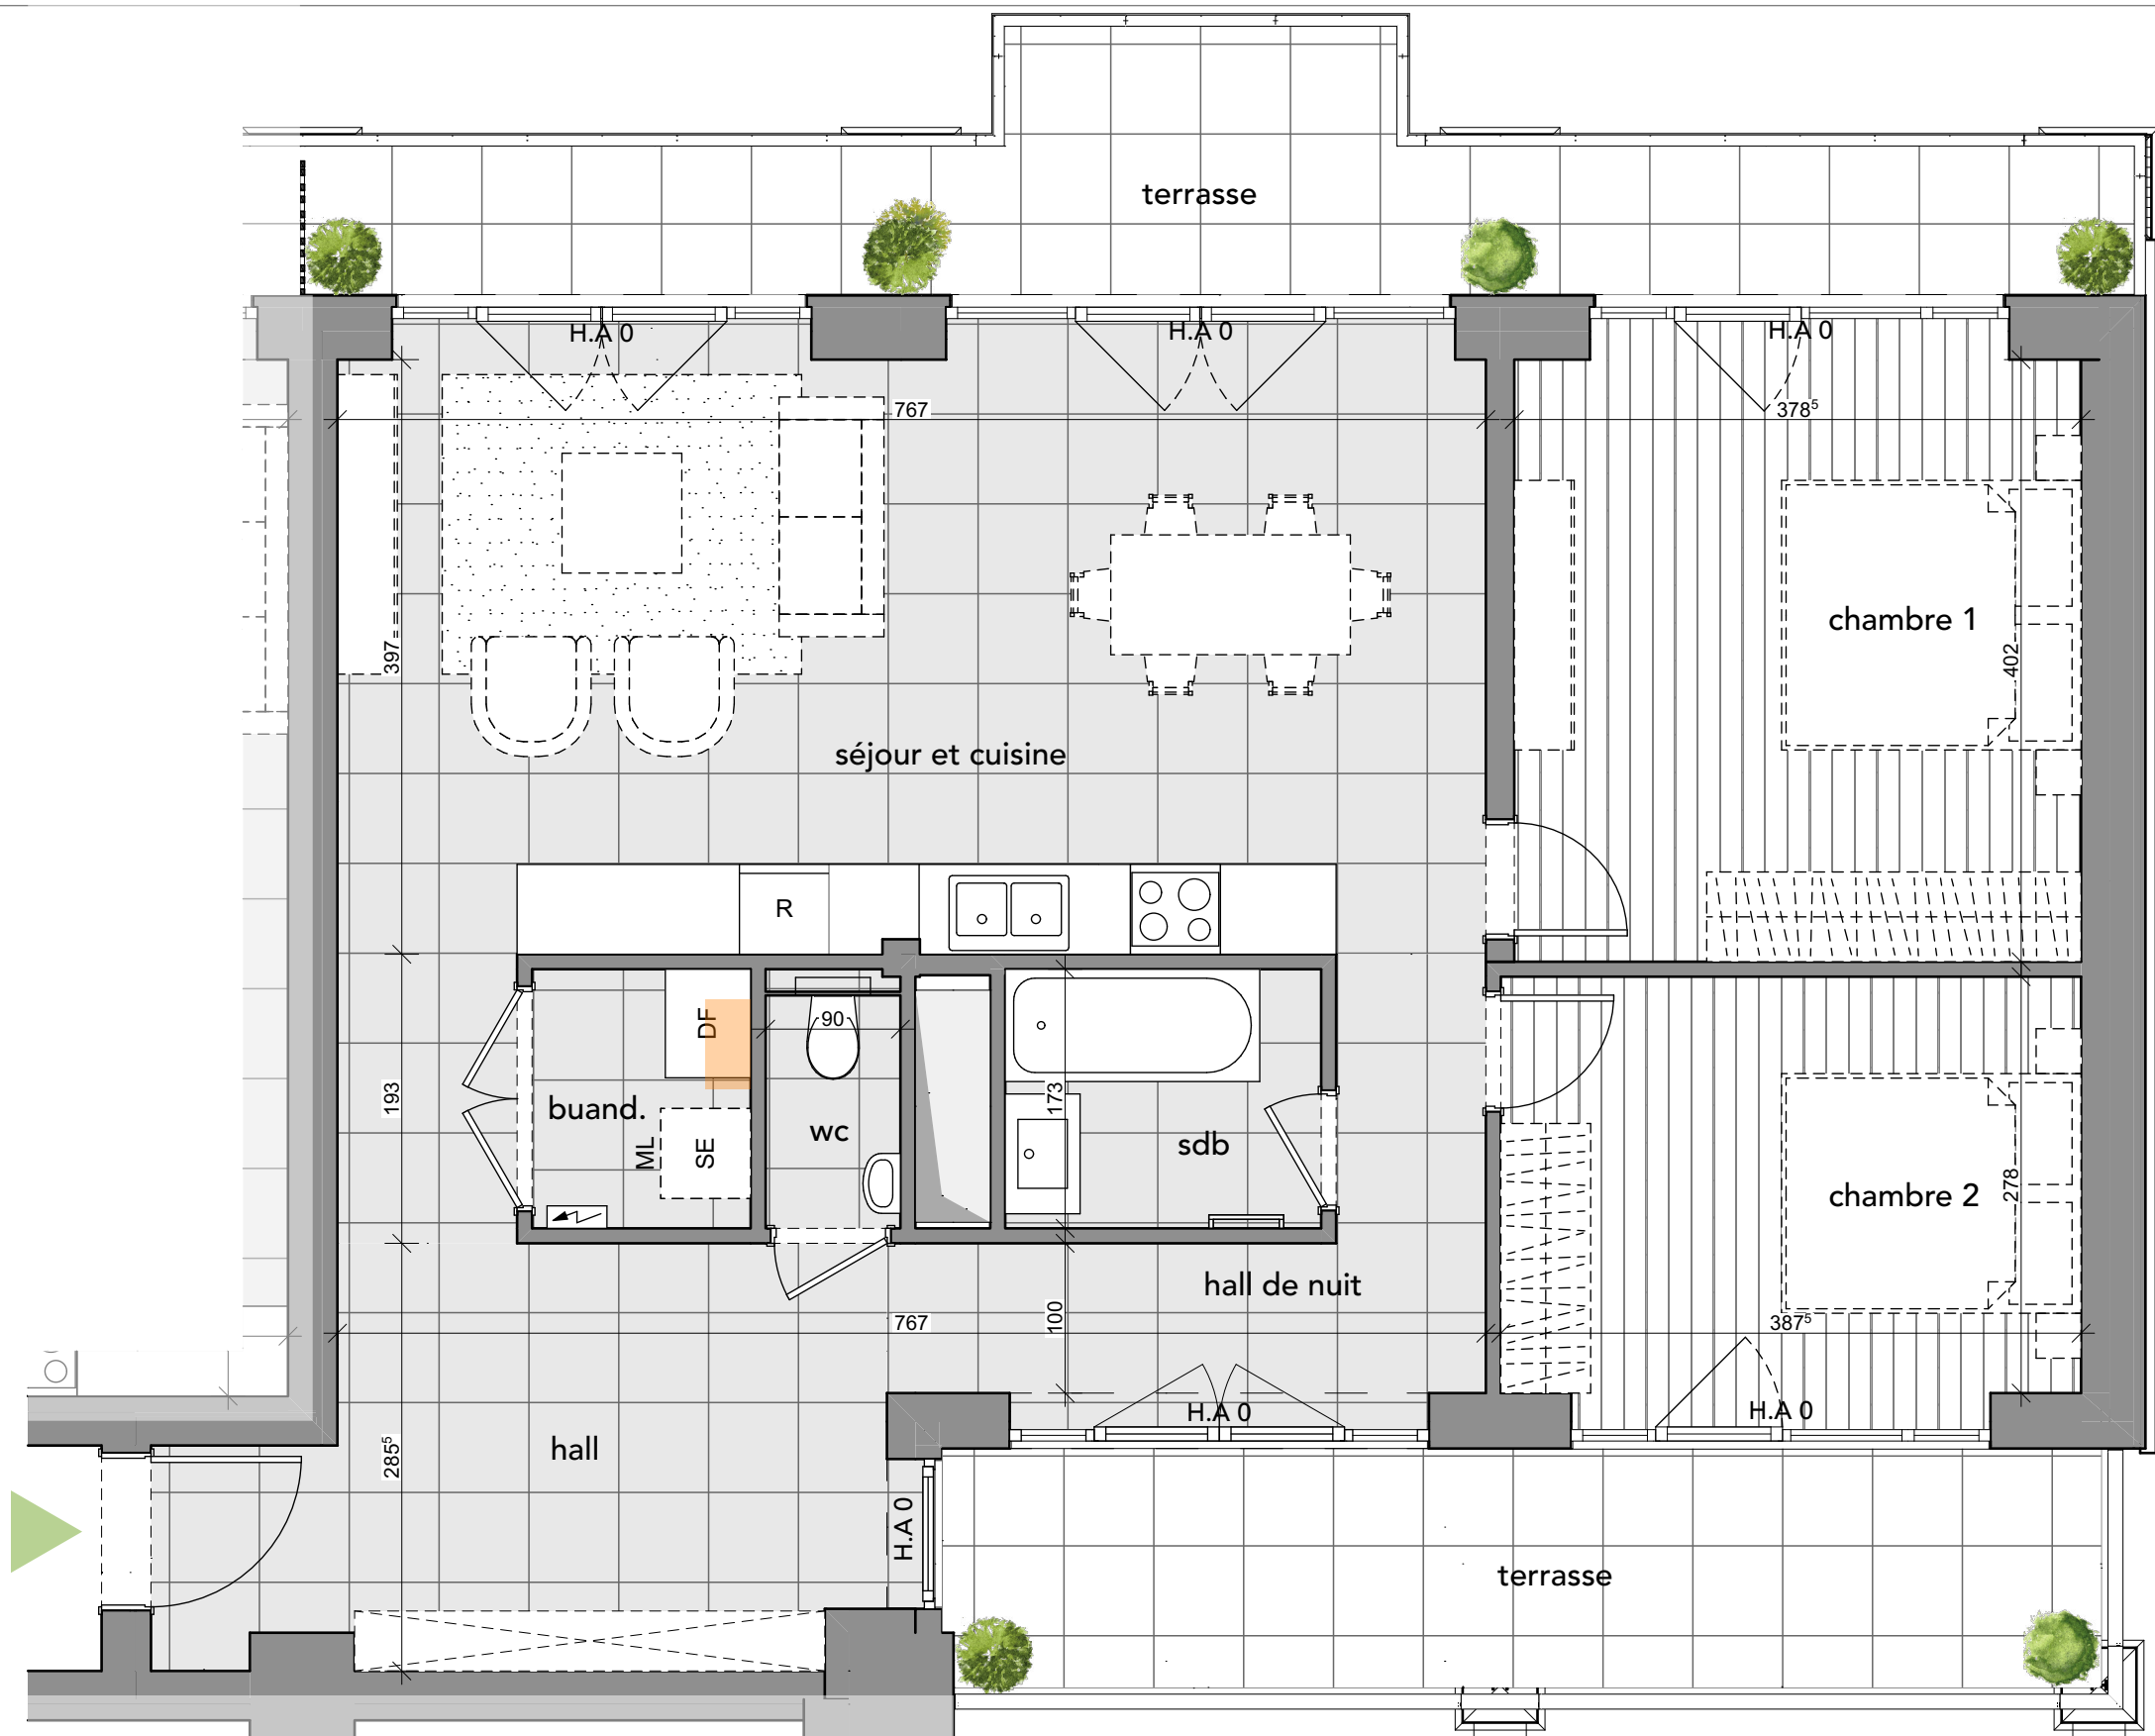 terrasse
H.A 0
H.A 0
H.A 0
767
378⁵
chambre 1
397
402
séjour et cuisine
R
DF
90
buand.
193
173
wc
ML
SE
sdb
chambre 2
278
hall de nuit
767
100
387⁵
H.A 0
H.A 0
hall
285⁵
H.A 0
terrasse